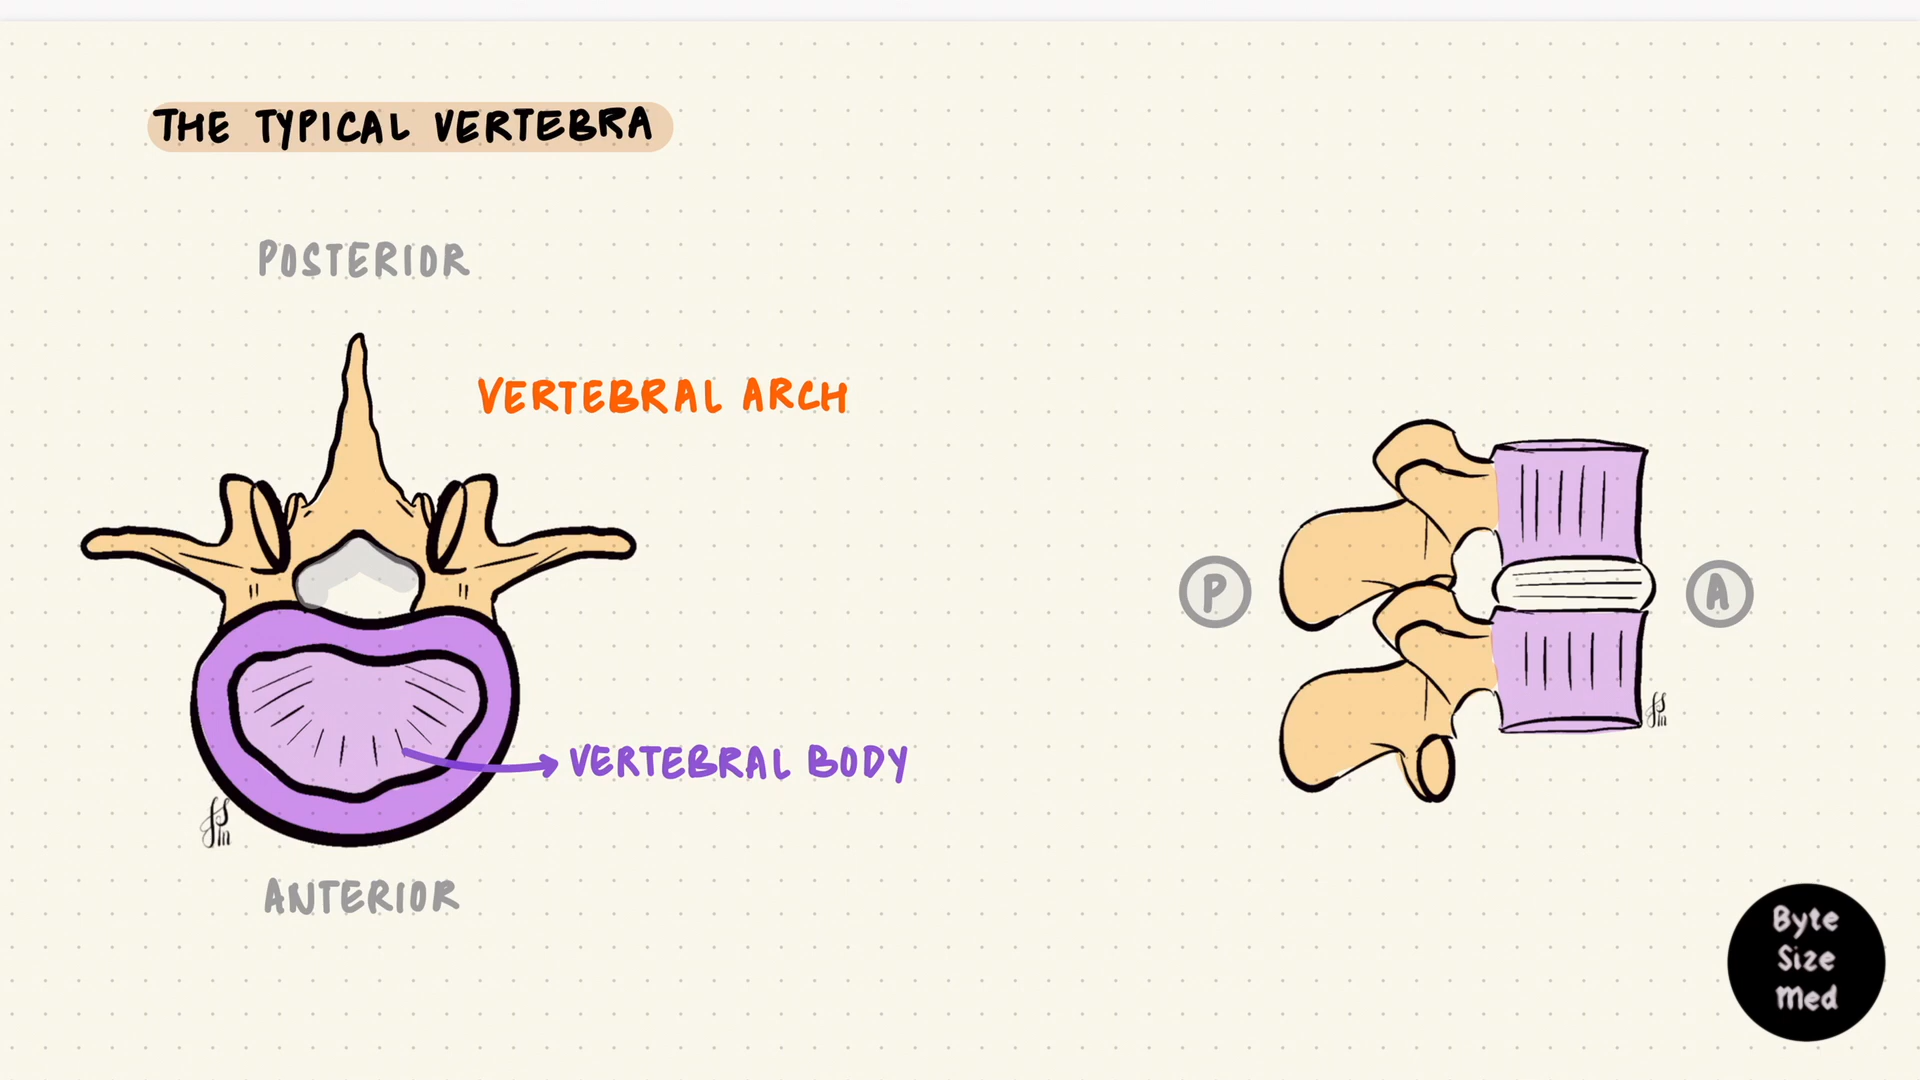 THE TYPICAL VERTEBRA
POSTERIOR
VERTEBRAL ARCH
VERTEBRAL BODY
ANTERIOR
P
A
Byte
Size
Med